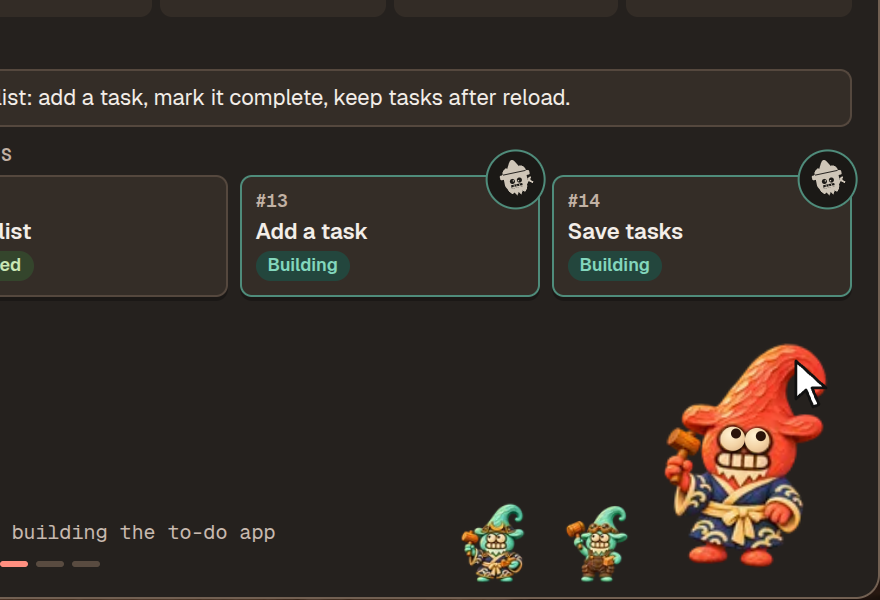 list: add a task, mark it complete, keep tasks after reload.
s
list
ed
#13
Add a task
Building
#14
Save tasks
Building
building the to-do app